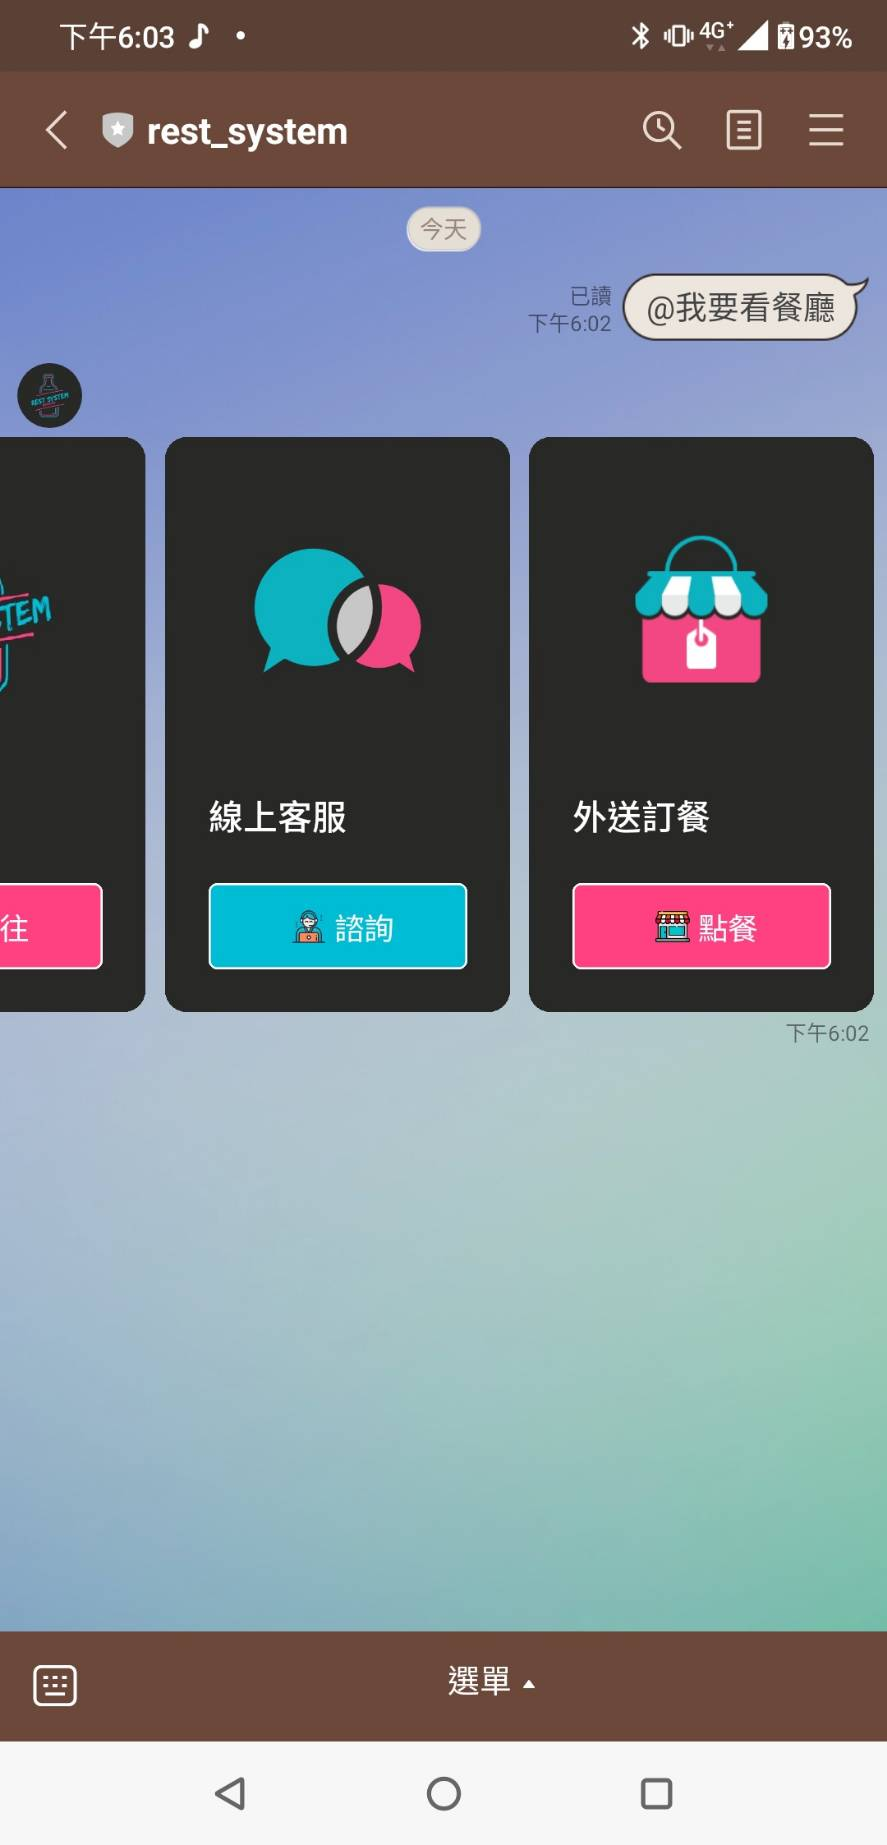 下午6:03
4G+
93%
rest_system
今天
已讀
下午6:02
@我要看餐廳
REST SYSTEM
TEM
線上客服
外送訂餐
往
諮詢
點餐
下午6:02
選單